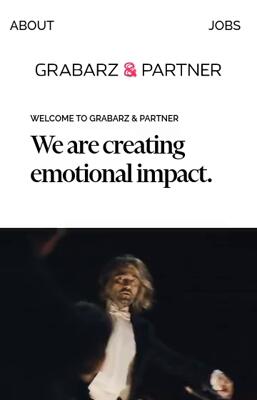 ABOUT JOBS
GRABARZ & PARTNER
WELCOME TO GRABARZ & PARTNER
We are creating
emotional impact.